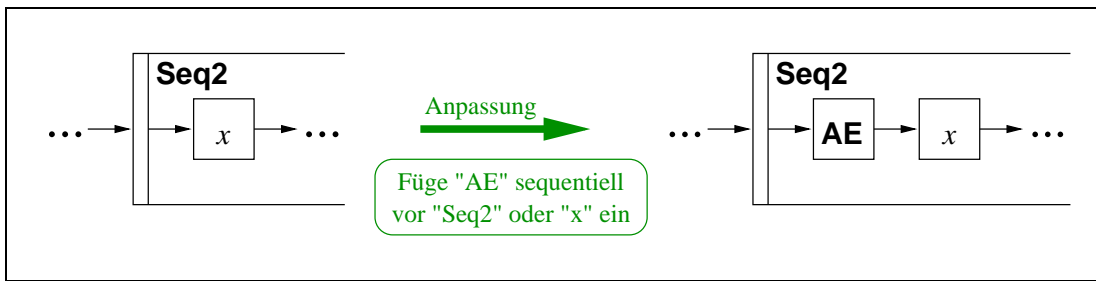 Seq2
... x ...
Anpassung
Füge "AE" sequentiell
vor "Seq2" oder "x" ein
Seq2
... AE x ...